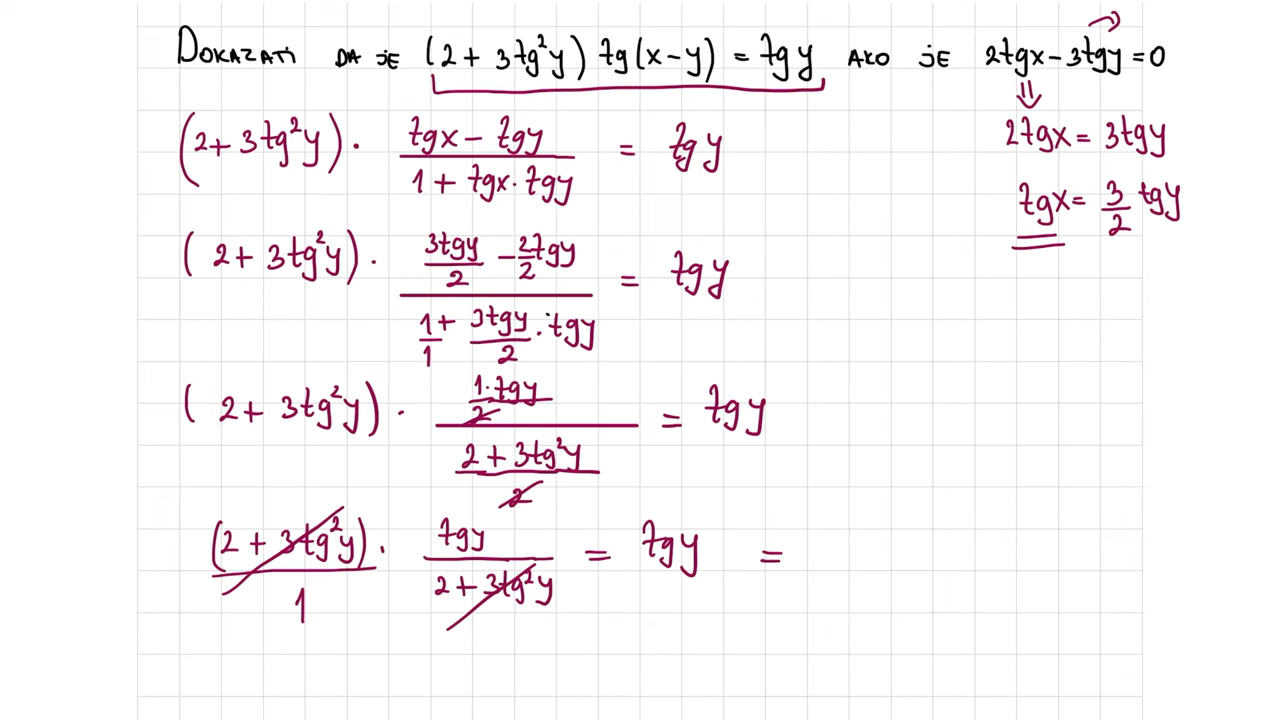 DOKAZATI DA JE (2 + 3tg²y) tg(x-y) = tgy AKO JE 2tgx - 3tgy = 0
⇓
2tgx = 3tgy
tgx = 3/2 tgy
(2 + 3tg²y) · (tgx - tgy)/(1 + tgx · tgy) = tgy
(2 + 3tg²y) · (3tgy/2 - 2tgy/2)/(1/1 + 3tgy/2 · tgy) = tgy
(2 + 3tg²y) · (1·tgy/2)/((2 + 3tg²y)/2) = tgy
(2 + 3tg²y)/1 · tgy/(2 + 3tg²y) = tgy =